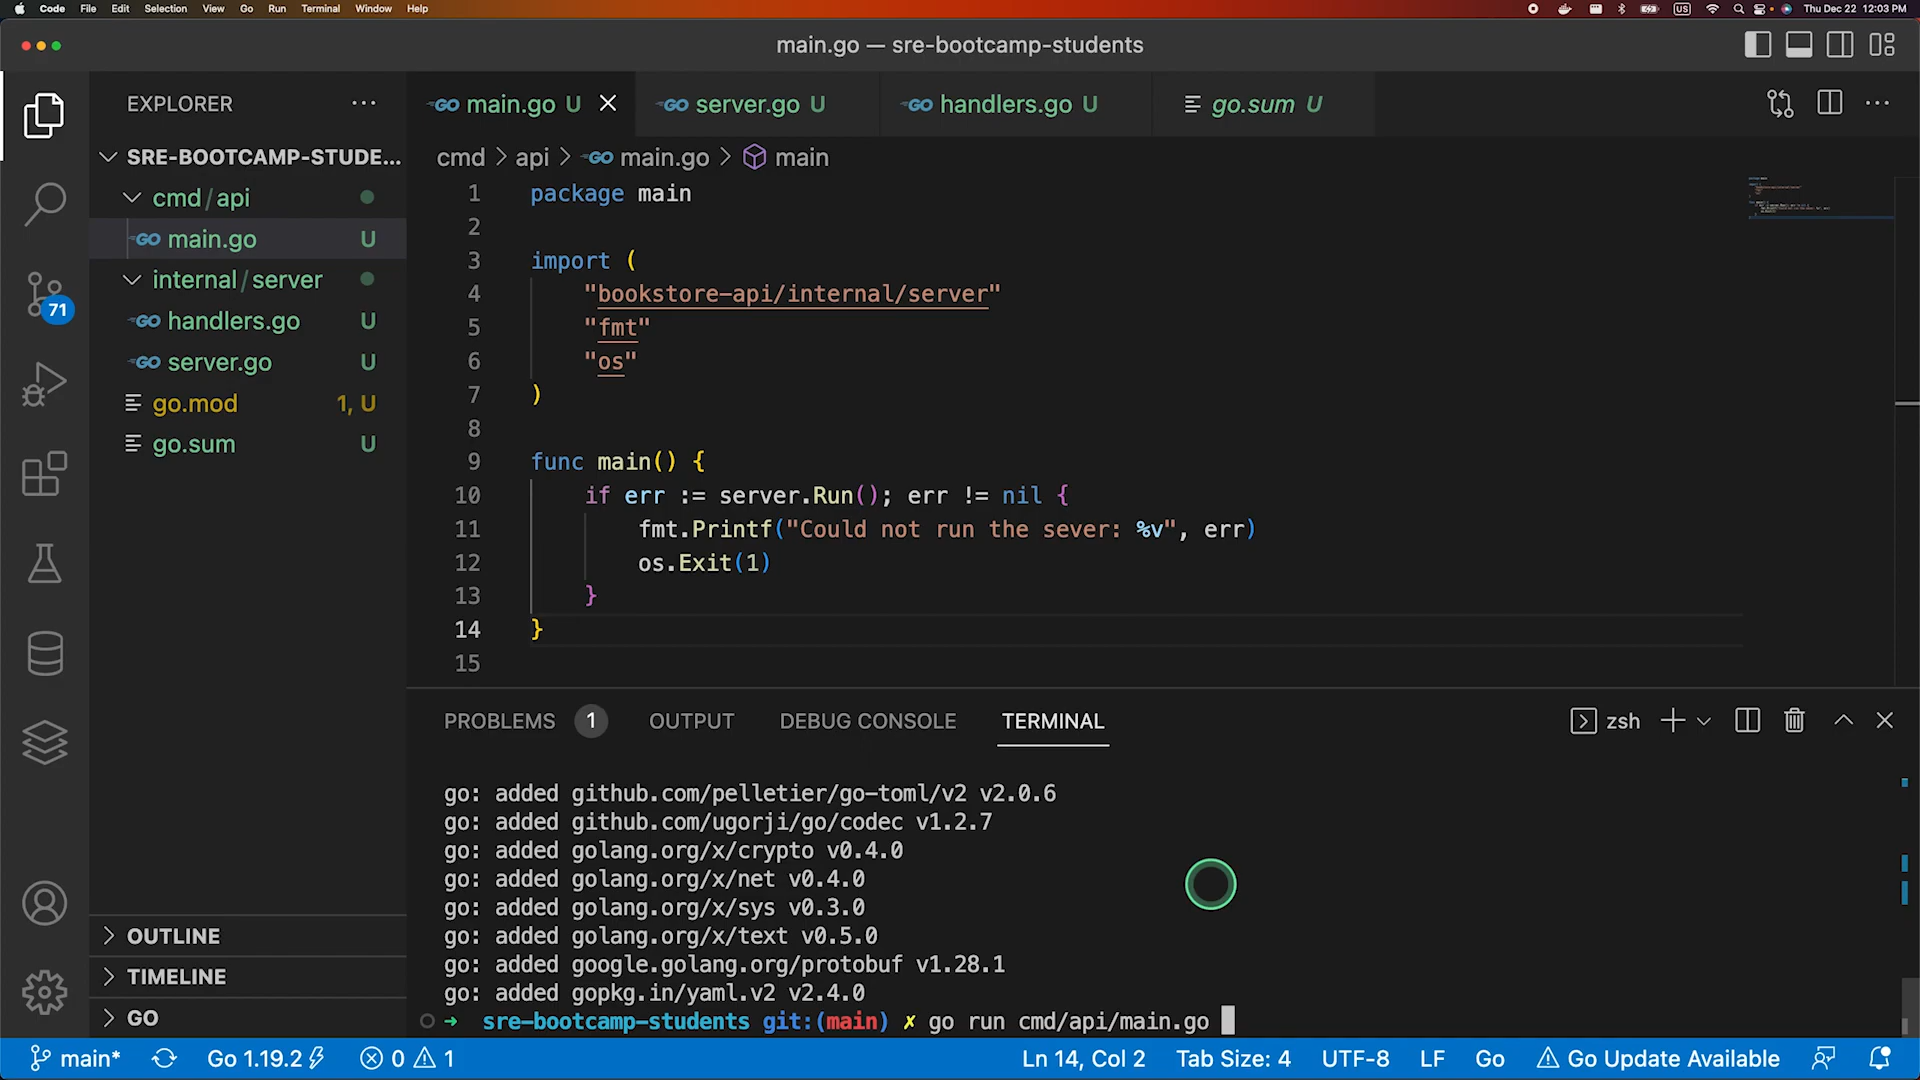 Code File Edit Selection View Go Run Terminal Window Help US Thu Dec 22 12:03 PM
main.go — sre-bootcamp-students
EXPLORER
SRE-BOOTCAMP-STUDE...
cmd/api
GO main.go U
internal/server
GO handlers.go U
GO server.go U
go.mod 1, U
go.sum U
71
OUTLINE
TIMELINE
GO
GO main.go U
GO server.go U
GO handlers.go U
go.sum U
cmd > api > GO main.go > main
1 package main
2
3 import (
4 "bookstore-api/internal/server"
5 "fmt"
6 "os"
7 )
8
9 func main() {
10 if err := server.Run(); err != nil {
11 fmt.Printf("Could not run the sever: %v", err)
12 os.Exit(1)
13 }
14 }
15
PROBLEMS 1 OUTPUT DEBUG CONSOLE TERMINAL zsh
go: added github.com/pelletier/go-toml/v2 v2.0.6
go: added github.com/ugorji/go/codec v1.2.7
go: added golang.org/x/crypto v0.4.0
go: added golang.org/x/net v0.4.0
go: added golang.org/x/sys v0.3.0
go: added golang.org/x/text v0.5.0
go: added google.golang.org/protobuf v1.28.1
go: added gopkg.in/yaml.v2 v2.4.0
➜ sre-bootcamp-students git:(main) ✗ go run cmd/api/main.go
main* Go 1.19.2 0 1 Ln 14, Col 2 Tab Size: 4 UTF-8 LF Go Go Update Available